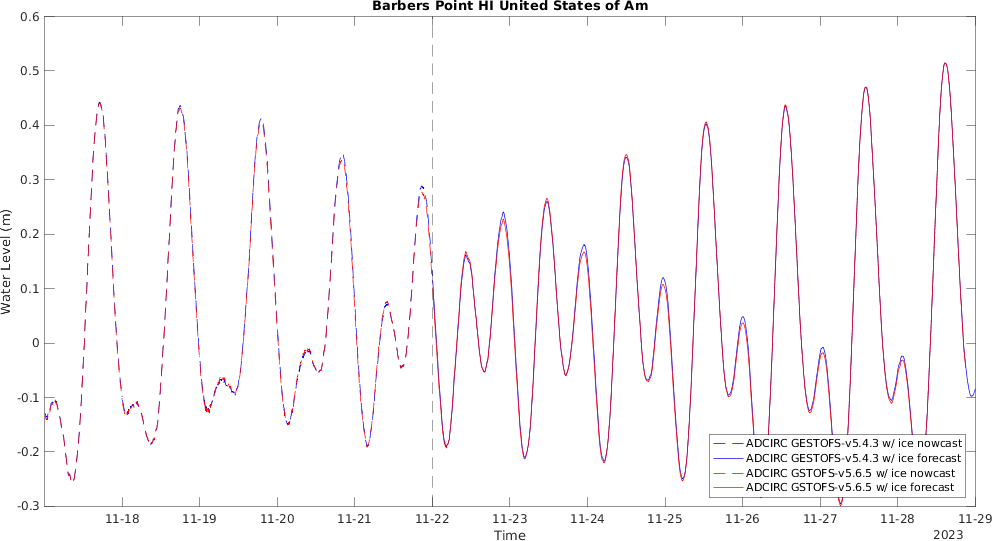 Barbers Point HI United States of Am
0.6
0.5
0.4
0.3
0.2
0.1
0
-0.1
-0.2
-0.3
Water Level (m)
ADCIRC GESTOFS-v5.4.3 w/ ice nowcast
ADCIRC GESTOFS-v5.4.3 w/ ice forecast
ADCIRC GSTOFS-v5.6.5 w/ ice nowcast
ADCIRC GSTOFS-v5.6.5 w/ ice forecast
11-18 11-19 11-20 11-21 11-22 11-23 11-24 11-25 11-26 11-27 11-28 11-29
Time
2023